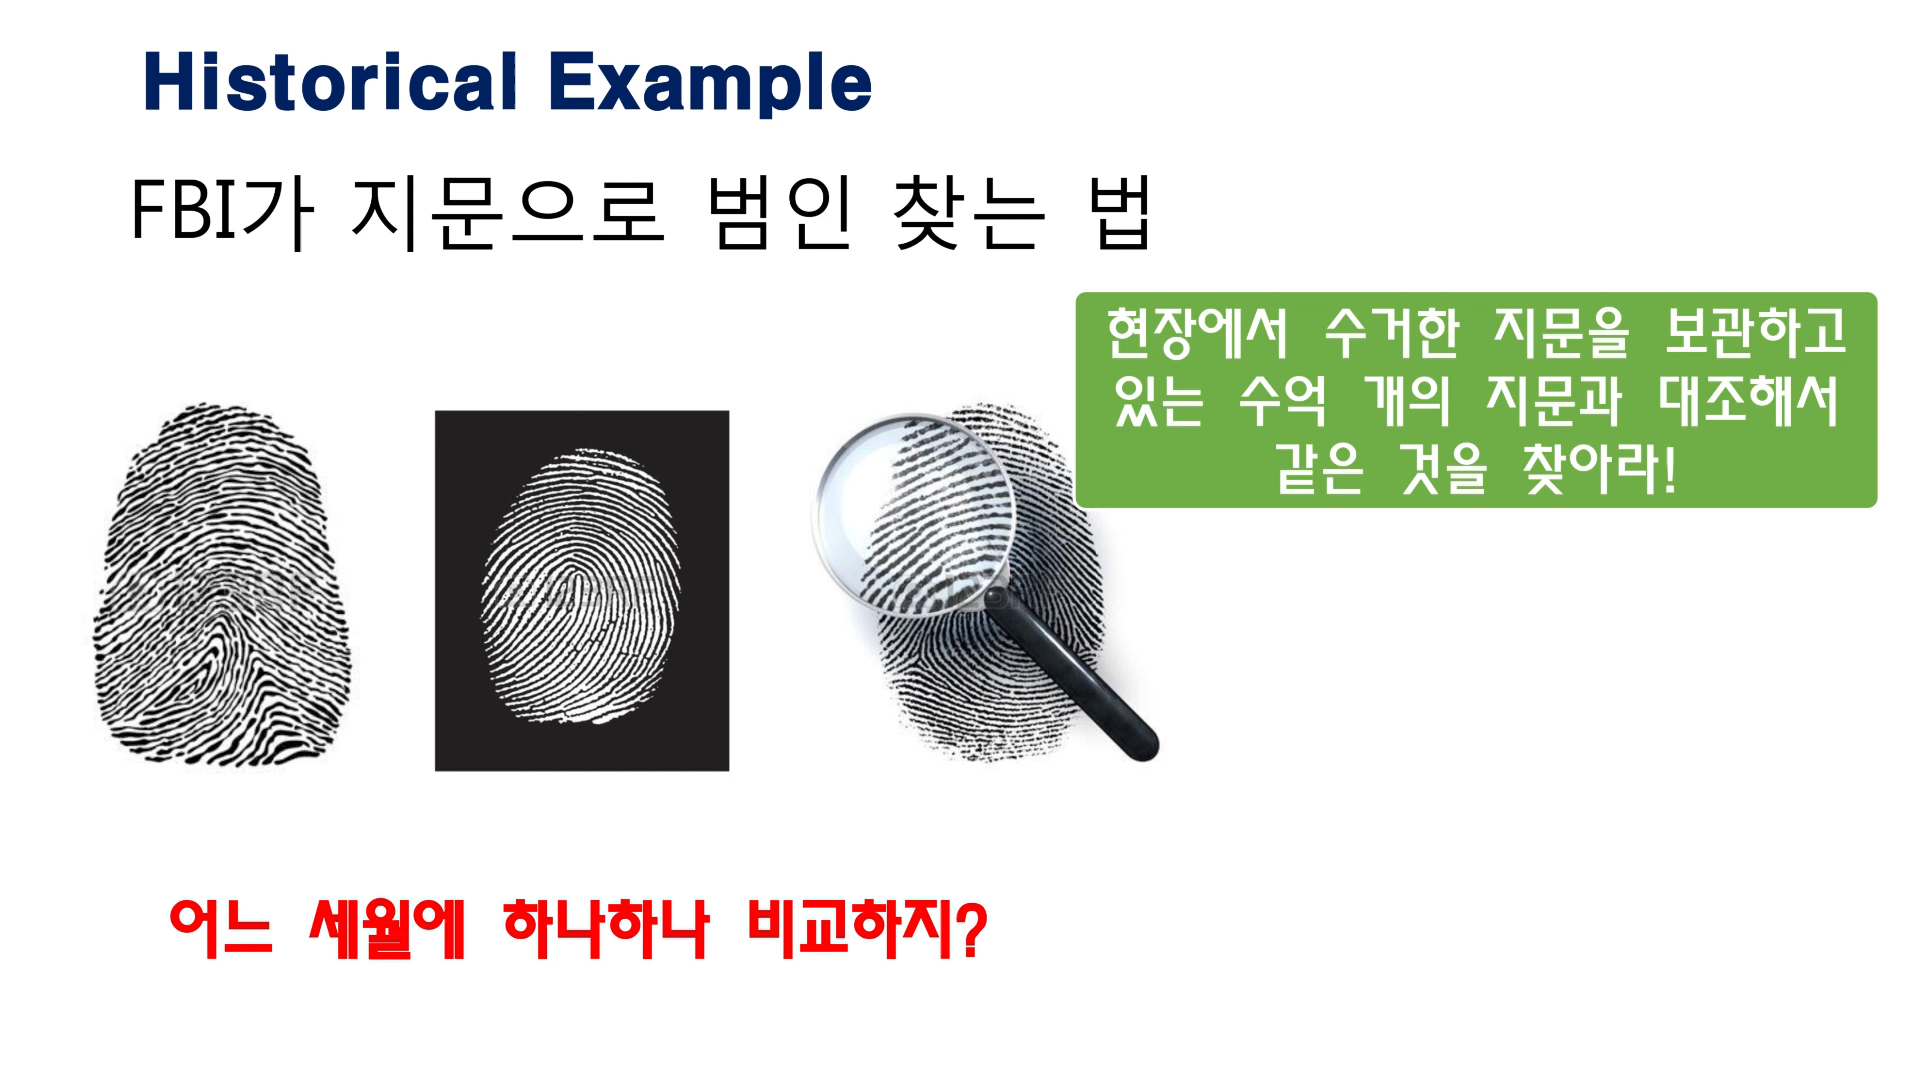 Historical Example
FBI가 지문으로 범인 찾는 법
현장에서 수거한 지문을 보관하고
있는 수억 개의 지문과 대조해서
같은 것을 찾아라!
어느 세월에 하나하나 비교하지?